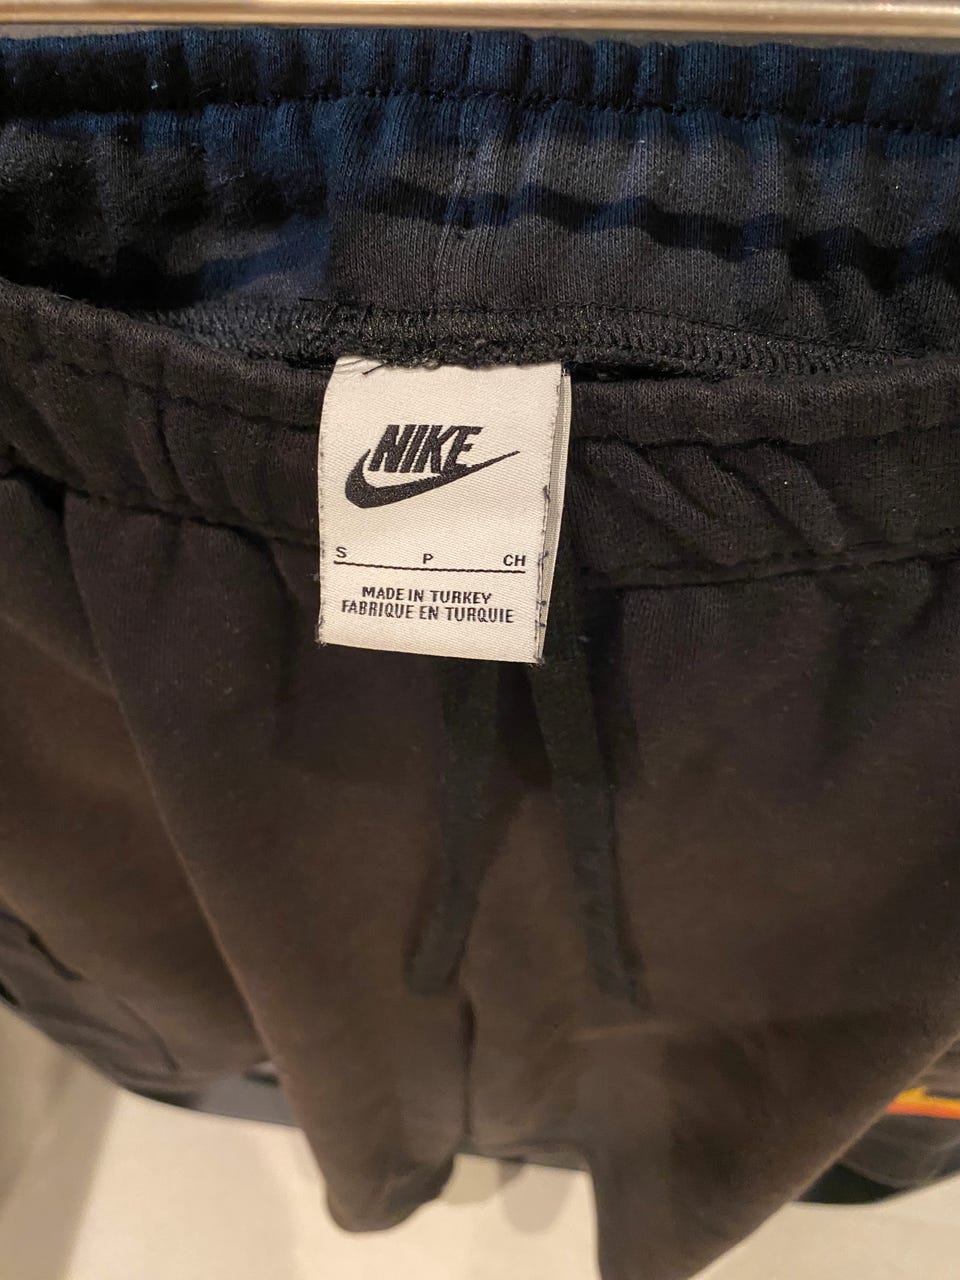 NIKE
S P CH
MADE IN TURKEY
FABRIQUE EN TURQUIE